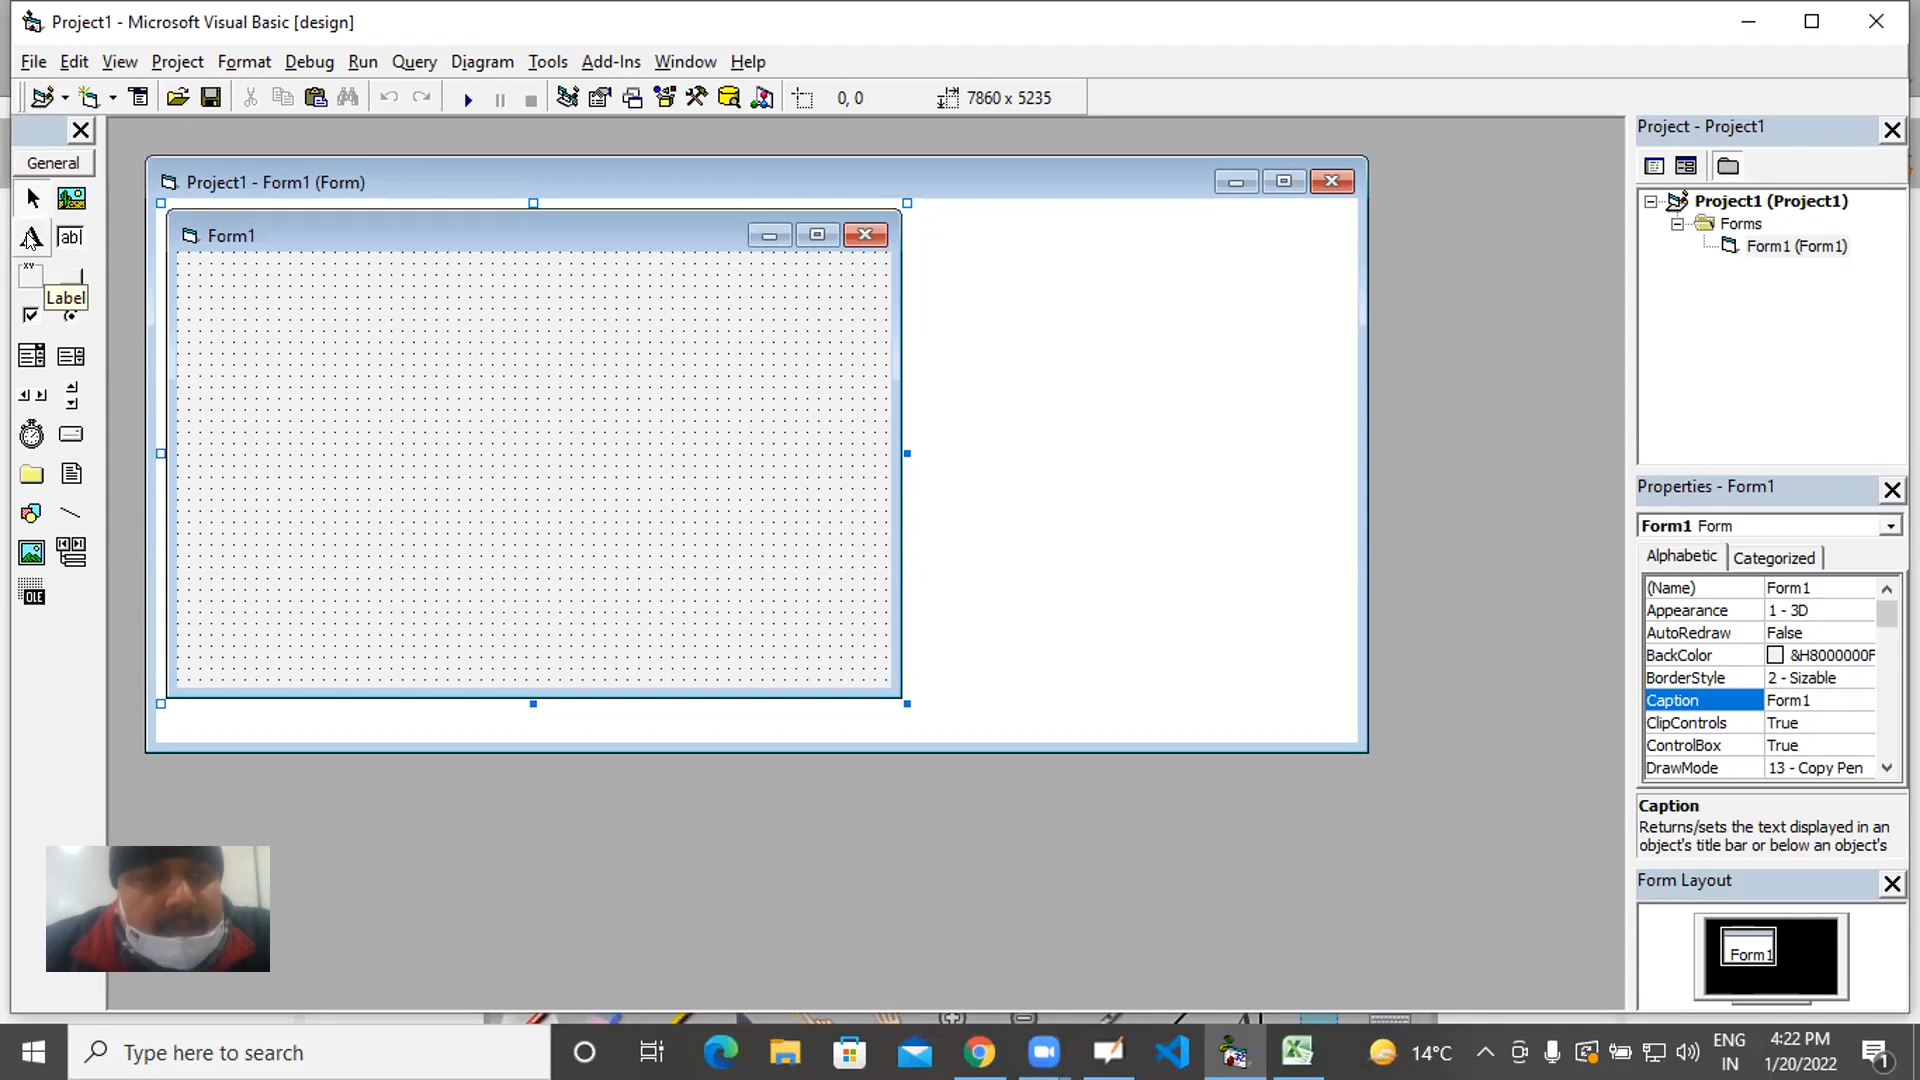 Project1 - Microsoft Visual Basic [design]
File Edit View Project Format Debug Run Query Diagram Tools Add-Ins Window Help
0, 0 7860 x 5235
General
Project1 - Form1 (Form)
Form1
abl
XY
Label
OLE
Project - Project1
Project1 (Project1)
Forms
Form1 (Form1)
Properties - Form1
Form1 Form
Alphabetic Categorized
(Name) Form1
Appearance 1 - 3D
AutoRedraw False
BackColor &H8000000F
BorderStyle 2 - Sizable
Caption Form1
ClipControls True
ControlBox True
DrawMode 13 - Copy Pen
Caption
Returns/sets the text displayed in an
object's title bar or below an object's
Form Layout
Form1
Type here to search
14°C
ENG
IN
4:22 PM
1/20/2022
1